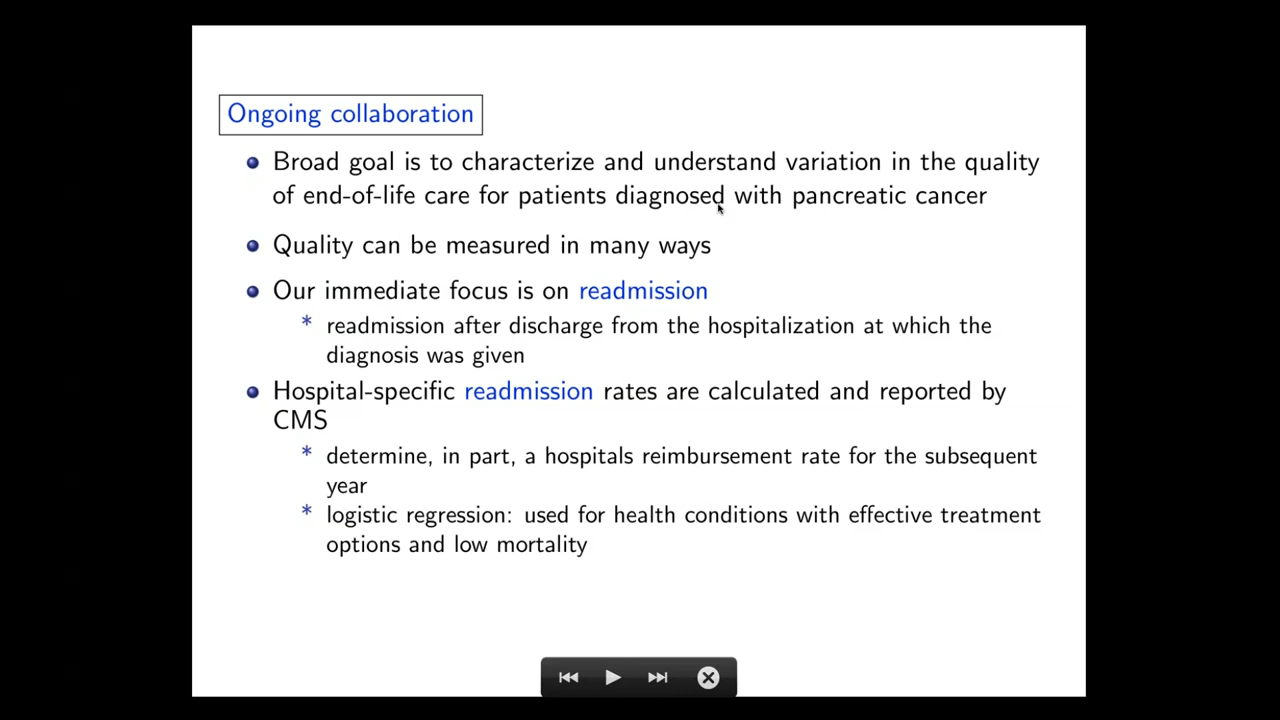 Ongoing collaboration
Broad goal is to characterize and understand variation in the quality
of end-of-life care for patients diagnosed with pancreatic cancer
Quality can be measured in many ways
Our immediate focus is on readmission
* readmission after discharge from the hospitalization at which the
diagnosis was given
Hospital-specific readmission rates are calculated and reported by
CMS
* determine, in part, a hospitals reimbursement rate for the subsequent
year
* logistic regression: used for health conditions with effective treatment
options and low mortality